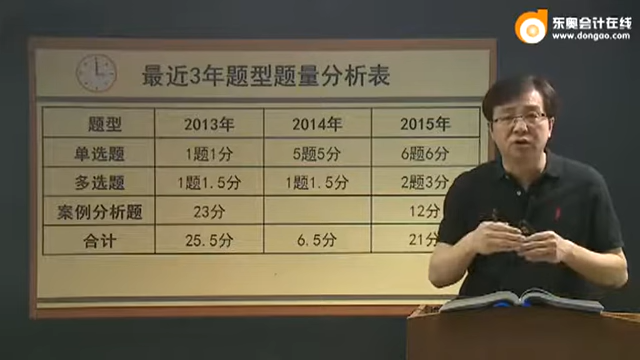 东奥会计在线
www.dongao.com
最近3年题型题量分析表
题型 2013年 2014年 2015年
单选题 1题1分 5题5分 6题6分
多选题 1题1.5分 1题1.5分 2题3分
案例分析题 23分 12分
合计 25.5分 6.5分 21分